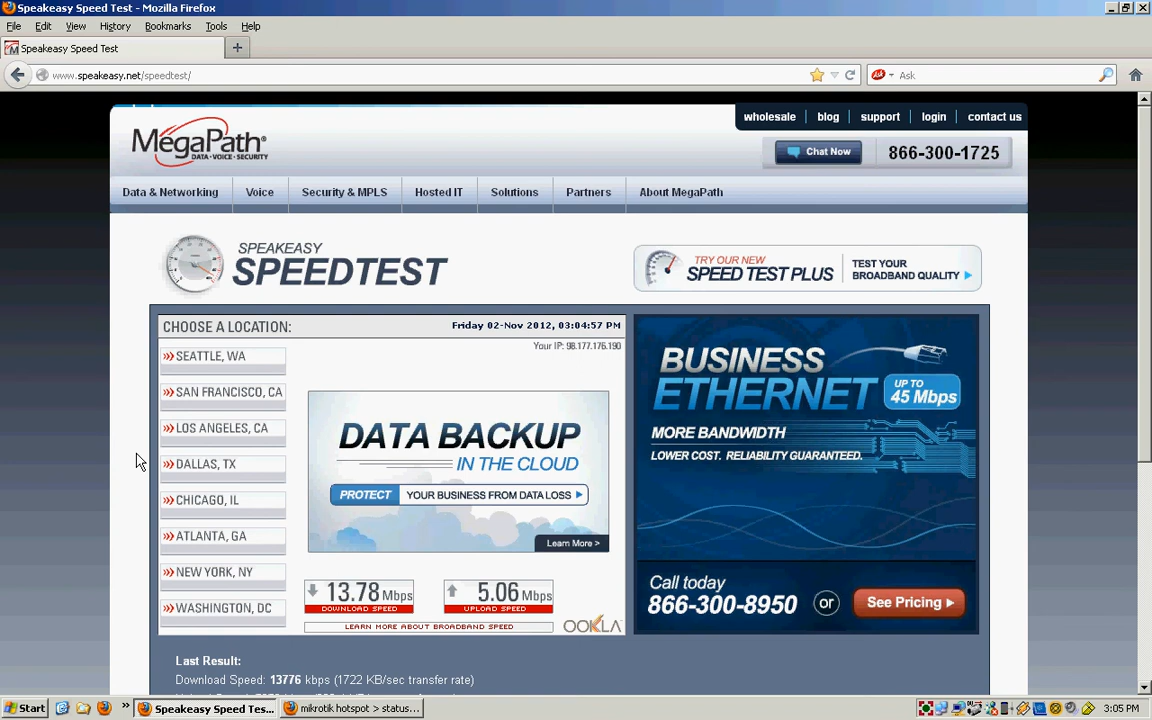 Speakeasy Speed Test - Mozilla Firefox
File Edit View History Bookmarks Tools Help
Speakeasy Speed Test
www.speakeasy.net/speedtest/
Ask
wholesale | blog | support | login | contact us
MegaPath
DATA•VOICE•SECURITY
Chat Now
866-300-1725
Data & Networking
Voice
Security & MPLS
Hosted IT
Solutions
Partners
About MegaPath
SPEAKEASY
SPEEDTEST
TRY OUR NEW
SPEED TEST PLUS
TEST YOUR
BROADBAND QUALITY
CHOOSE A LOCATION:
Friday 02-Nov 2012, 03:04:57 PM
Your IP: 98.177.176.190
SEATTLE, WA
SAN FRANCISCO, CA
LOS ANGELES, CA
DALLAS, TX
CHICAGO, IL
ATLANTA, GA
NEW YORK, NY
WASHINGTON, DC
DATA BACKUP
IN THE CLOUD
PROTECT YOUR BUSINESS FROM DATA LOSS
Learn More >
13.78 Mbps
DOWNLOAD SPEED
5.06 Mbps
UPLOAD SPEED
LEARN MORE ABOUT BROADBAND SPEED
OOKLA
BUSINESS
ETHERNET
UP TO
45 Mbps
MORE BANDWIDTH
LOWER COST. RELIABILITY GUARANTEED.
Call today
866-300-8950
or
See Pricing
Last Result:
Download Speed: 13776 kbps (1722 KB/sec transfer rate)
Start
Speakeasy Speed Tes...
mikrotik hotspot > status...
3:05 PM